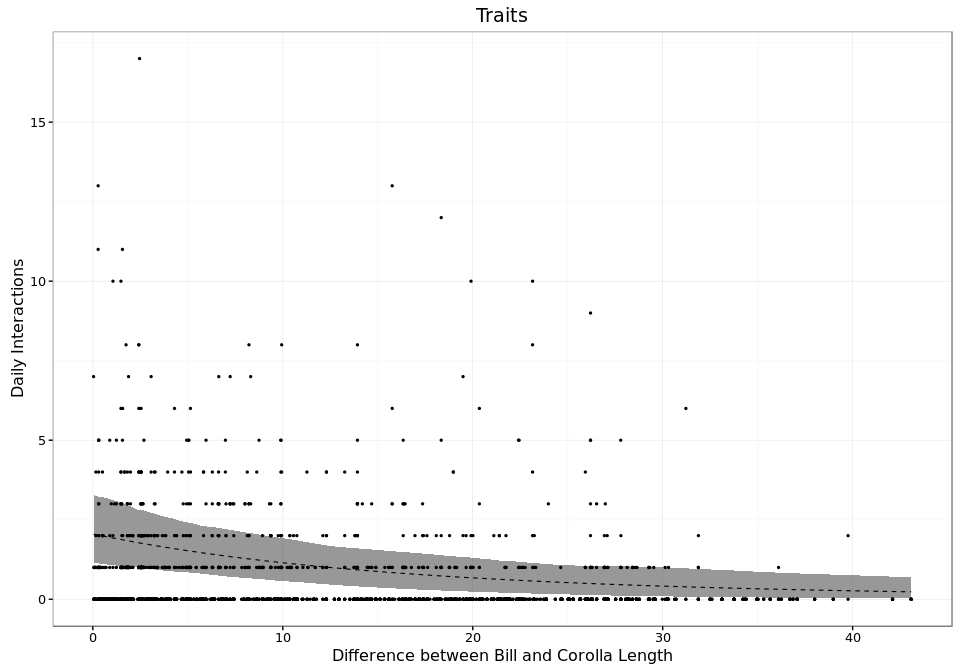 Traits
Daily Interactions
15
10
5
0
0 10 20 30 40
Difference between Bill and Corolla Length